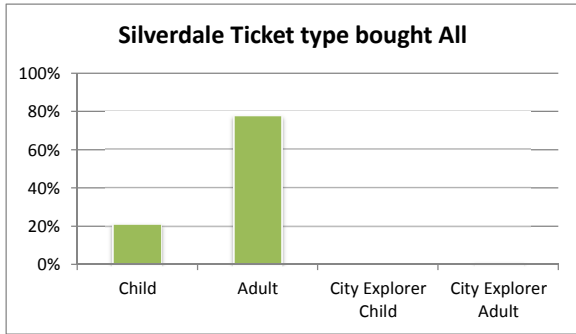 Silverdale Ticket type bought All
100%
80%
60%
40%
20%
0%
Child
Adult
City Explorer
Child
City Explorer
Adult